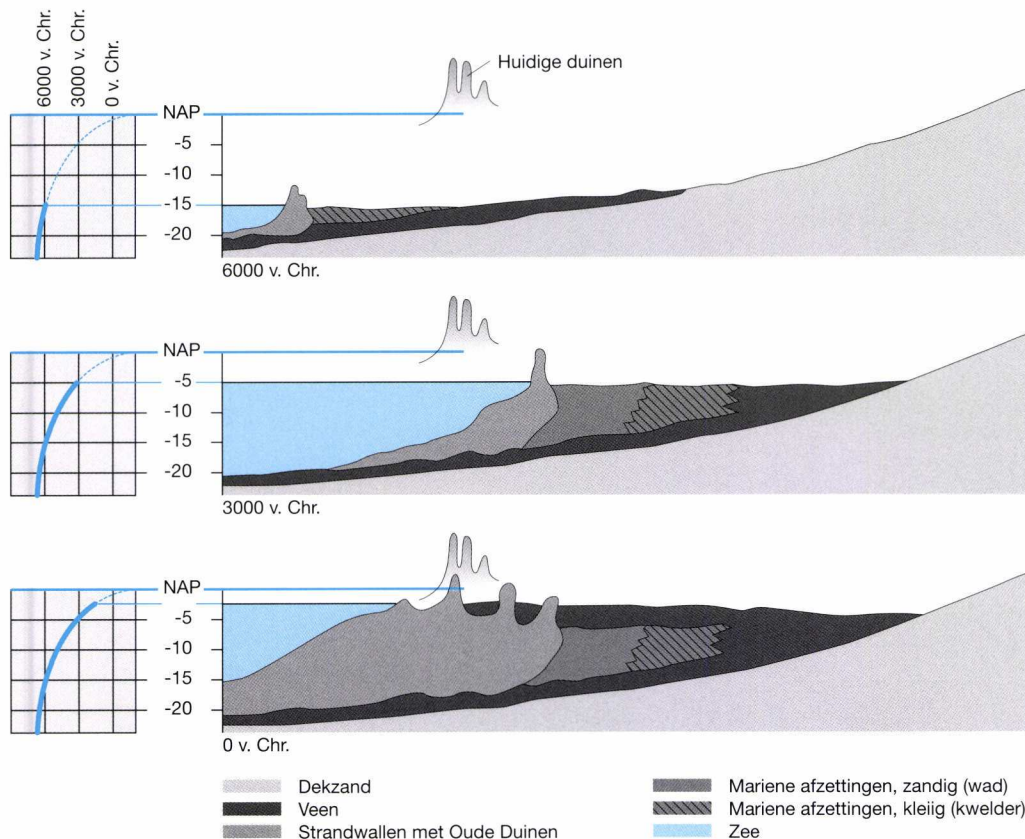 6000 v. Chr.
3000 v. Chr.
0 v. Chr.
Huidige duinen
NAP
-5
-10
-15
-20
6000 v. Chr.
NAP
-5
-10
-15
-20
3000 v. Chr.
NAP
-5
-10
-15
-20
0 v. Chr.
Dekzand
Veen
Strandwallen met Oude Duinen
Mariene afzettingen, zandig (wad)
Mariene afzettingen, kleiig (kwelder)
Zee